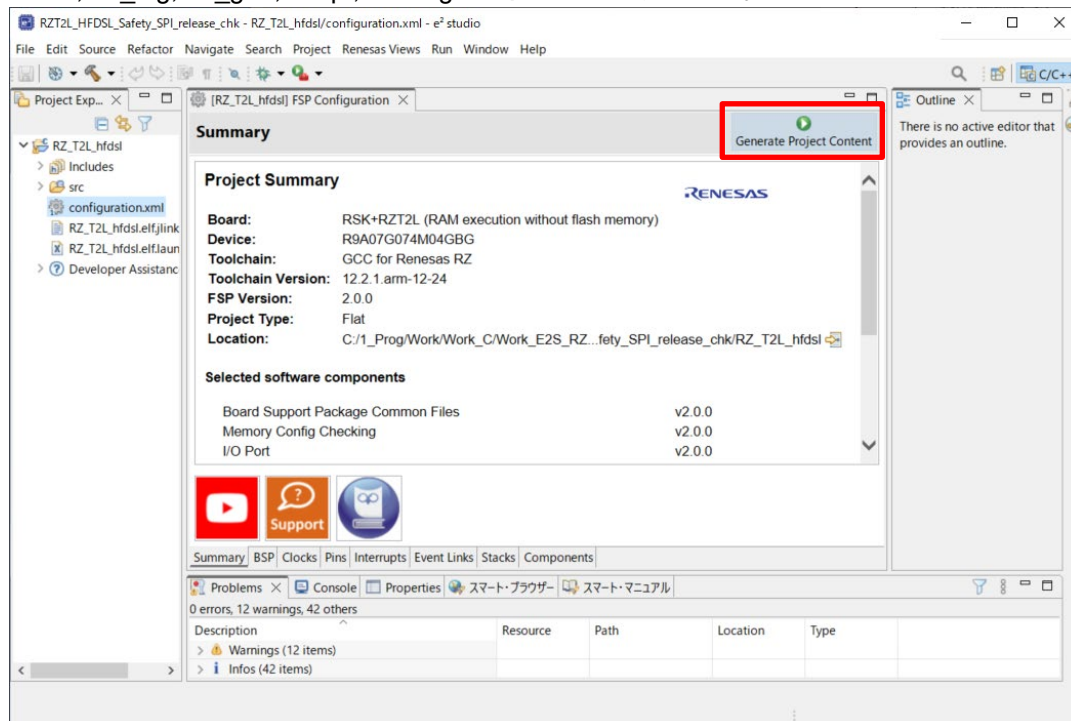 RZT2L_HFDSL_Safety_SPI_release_chk - RZ_T2L_hfdsl/configuration.xml - e² studio
File Edit Source Refactor Navigate Search Project Renesas Views Run Window Help
C/C++
Project Exp...
[RZ_T2L_hfdsl] FSP Configuration
Outline
RZ_T2L_hfdsl
Includes
src
configuration.xml
RZ_T2L_hfdsl.elf.jlink
RZ_T2L_hfdsl.elf.laun
Developer Assistanc
Summary
Generate Project Content
There is no active editor that
provides an outline.
Project Summary
RENESAS
Board: RSK+RZT2L (RAM execution without flash memory)
Device: R9A07G074M04GBG
Toolchain: GCC for Renesas RZ
Toolchain Version: 12.2.1.arm-12-24
FSP Version: 2.0.0
Project Type: Flat
Location: C:/1_Prog/Work/Work_C/Work_E2S_RZ...fety_SPI_release_chk/RZ_T2L_hfdsl
Selected software components
Board Support Package Common Files v2.0.0
Memory Config Checking v2.0.0
I/O Port v2.0.0
Support
Summary BSP Clocks Pins Interrupts Event Links Stacks Components
Problems Console Properties スマート・ブラウザー スマート・マニュアル
0 errors, 12 warnings, 42 others
Description Resource Path Location Type
Warnings (12 items)
Infos (42 items)